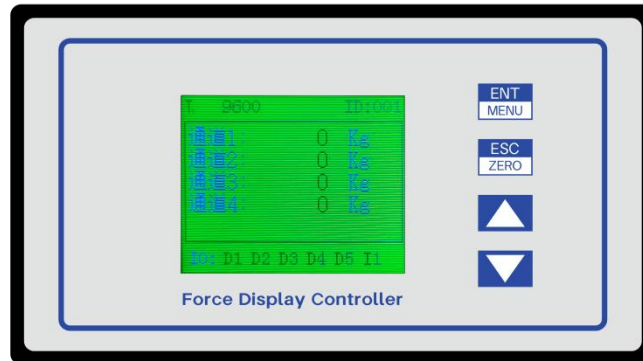 T. 9600 ID:001
通道1: 0 Kg
通道2: 0 Kg
通道3: 0 Kg
通道4: 0 Kg
IO: D1 D2 D3 D4 D5 I1
Force Display Controller
ENT
MENU
ESC
ZERO